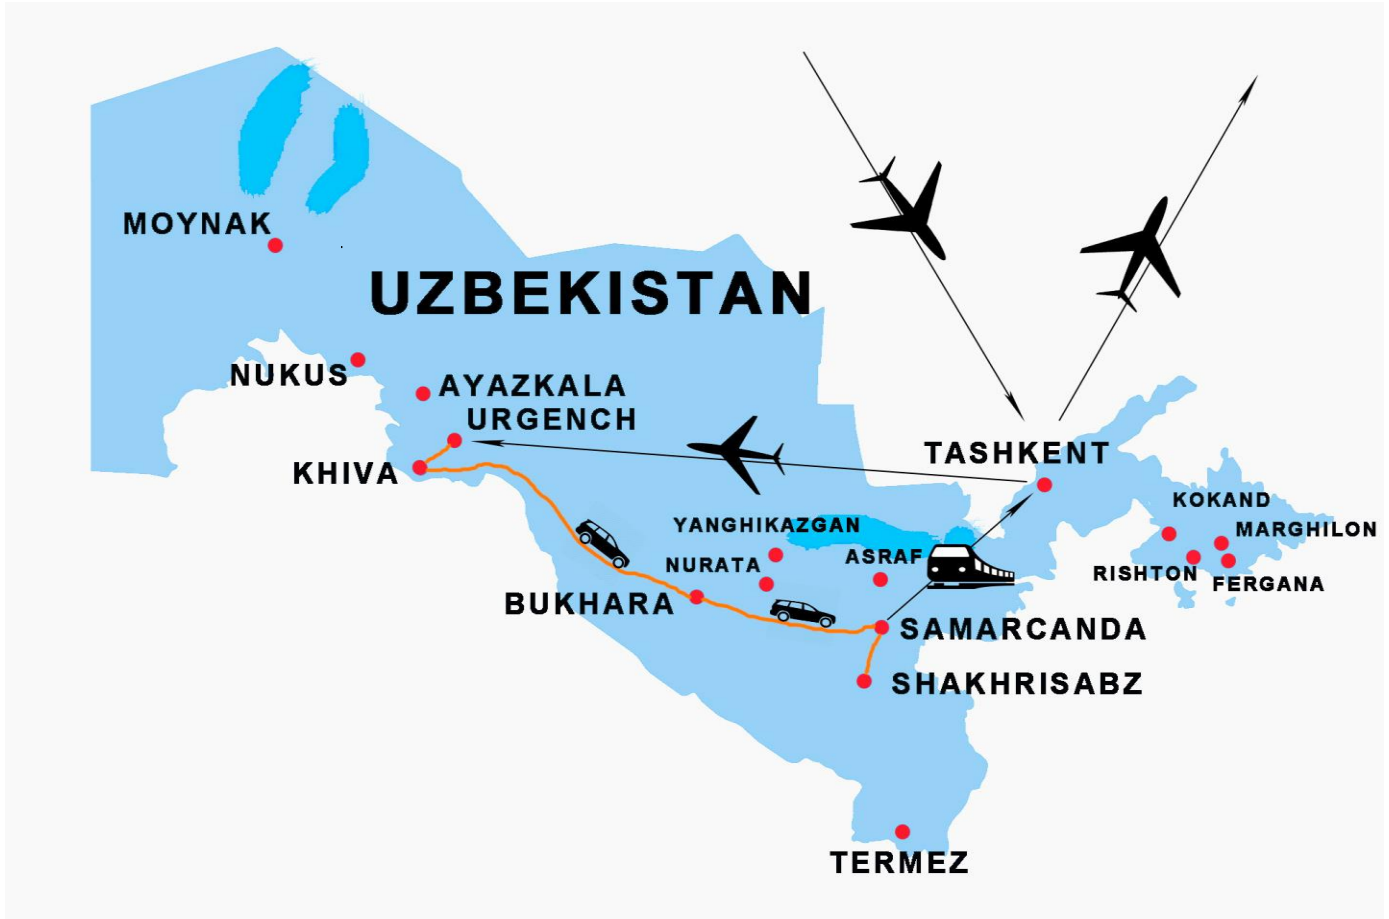 MOYNAK
UZBEKISTAN
NUKUS
AYAZKALA
URGENCH
KHIVA
TASHKENT
KOKAND
MARGHILON
RISHTON
FERGANA
YANGHIKAZGAN
NURATA
ASRAF
BUKHARA
SAMARCANDA
SHAKHRISABZ
TERMEZ